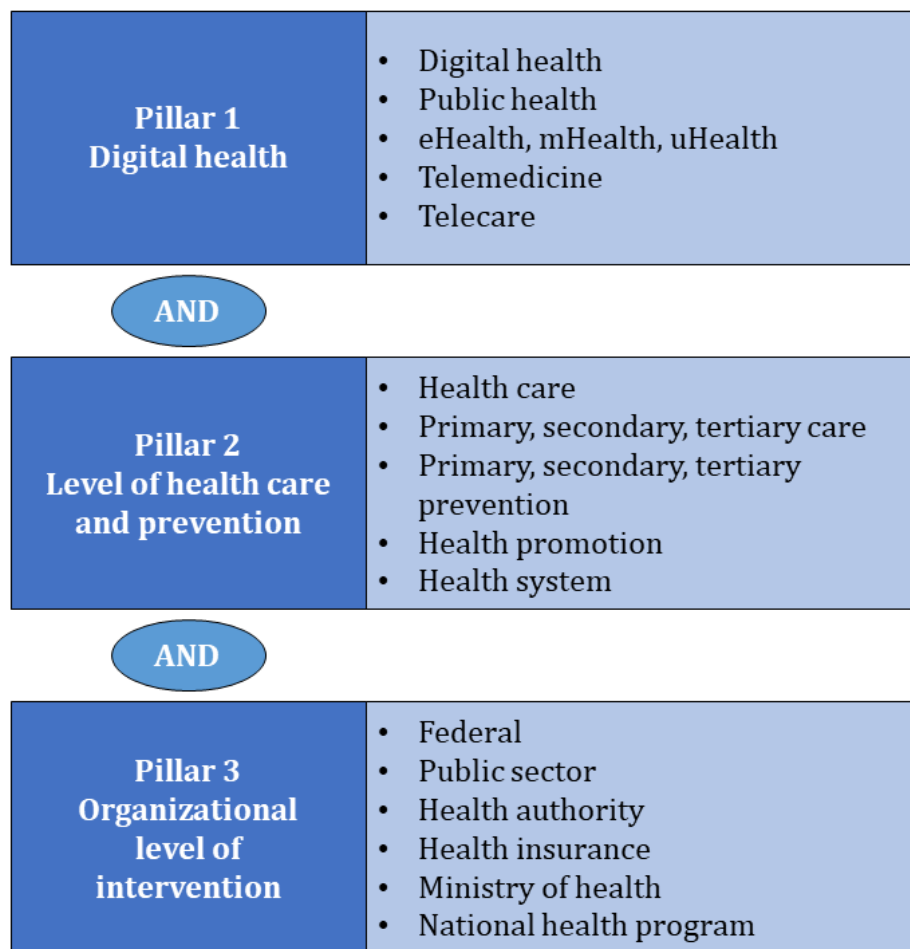 Pillar 1
Digital health
• Digital health
• Public health
• eHealth, mHealth, uHealth
• Telemedicine
• Telecare
AND
Pillar 2
Level of health care
and prevention
• Health care
• Primary, secondary, tertiary care
• Primary, secondary, tertiary
prevention
• Health promotion
• Health system
AND
Pillar 3
Organizational
level of
intervention
• Federal
• Public sector
• Health authority
• Health insurance
• Ministry of health
• National health program